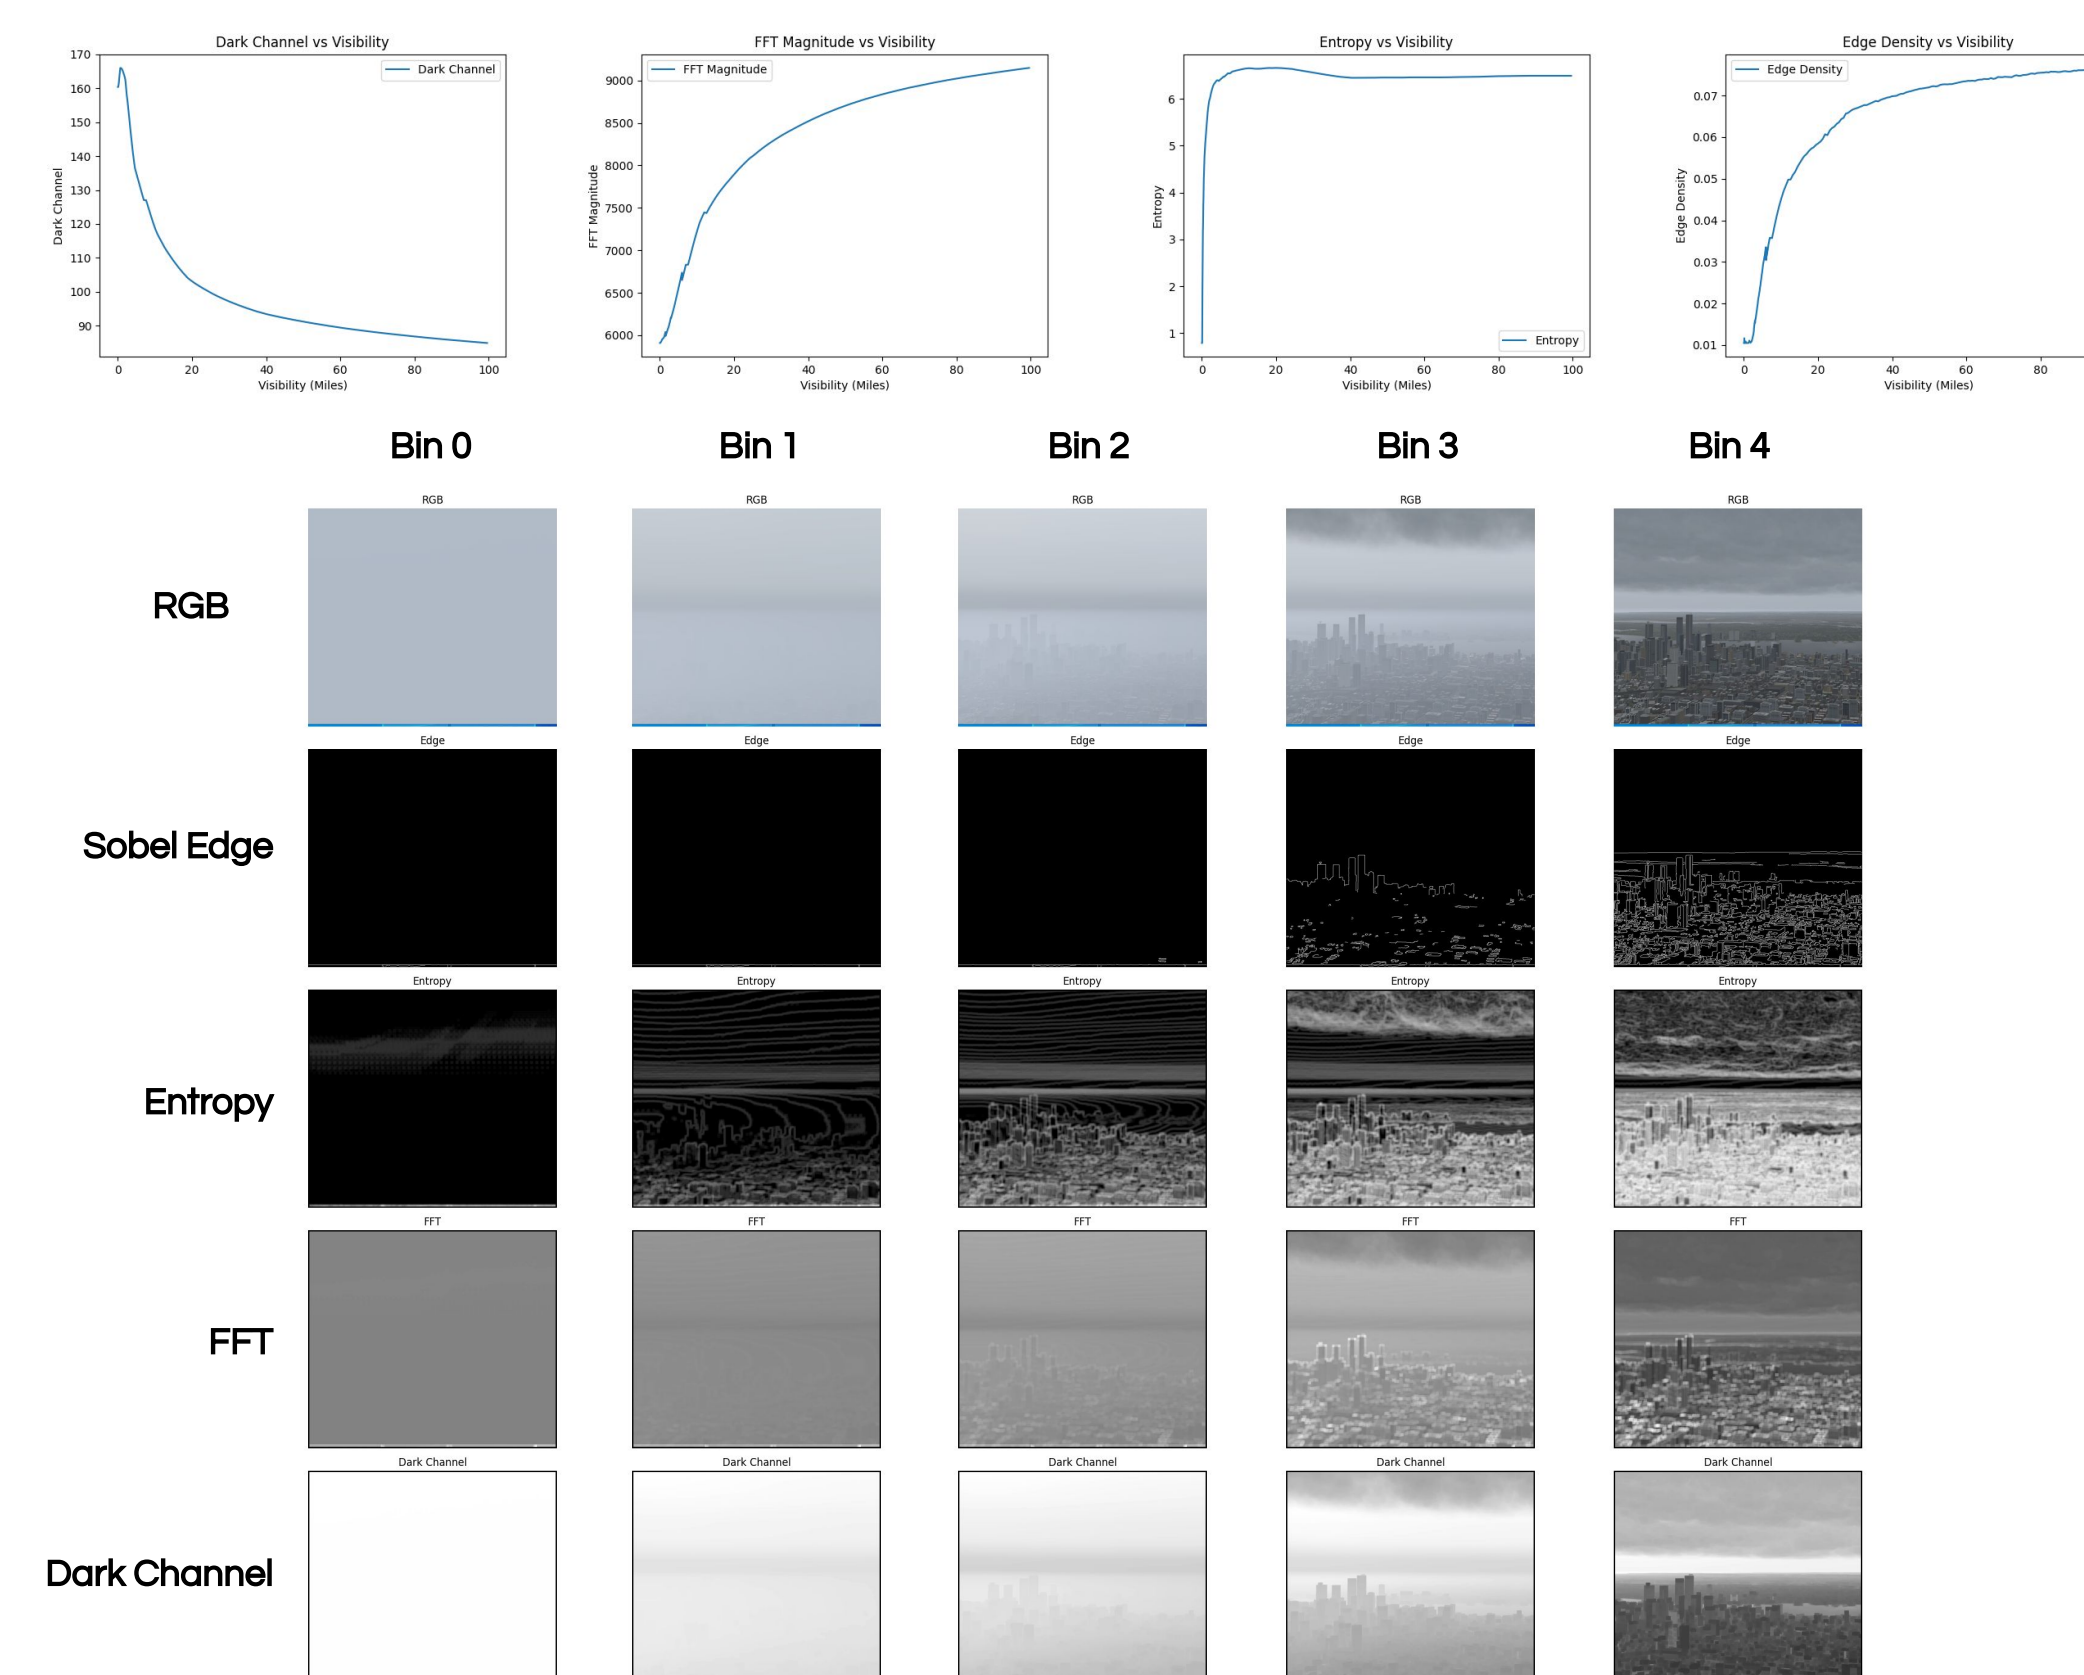 Dark Channel vs Visibility
Dark Channel
170
160
150
140
130
120
110
100
90
Dark Channel
0 20 40 60 80 100
Visibility (Miles)
FFT Magnitude vs Visibility
FFT Magnitude
9000
8500
8000
7500
7000
6500
6000
FFT Magnitude
0 20 40 60 80 100
Visibility (Miles)
Entropy vs Visibility
6
5
4
3
2
1
Entropy
Entropy
0 20 40 60 80 100
Visibility (Miles)
Edge Density vs Visibility
Edge Density
0.07
0.06
0.05
0.04
0.03
0.02
0.01
Edge Density
0 20 40 60 80
Visibility (Miles)
Bin 0 Bin 1 Bin 2 Bin 3 Bin 4
RGB RGB RGB RGB RGB
RGB
Edge Edge Edge Edge Edge
Sobel Edge
Entropy Entropy Entropy Entropy Entropy
Entropy
FFT FFT FFT FFT FFT
FFT
Dark Channel Dark Channel Dark Channel Dark Channel Dark Channel
Dark Channel